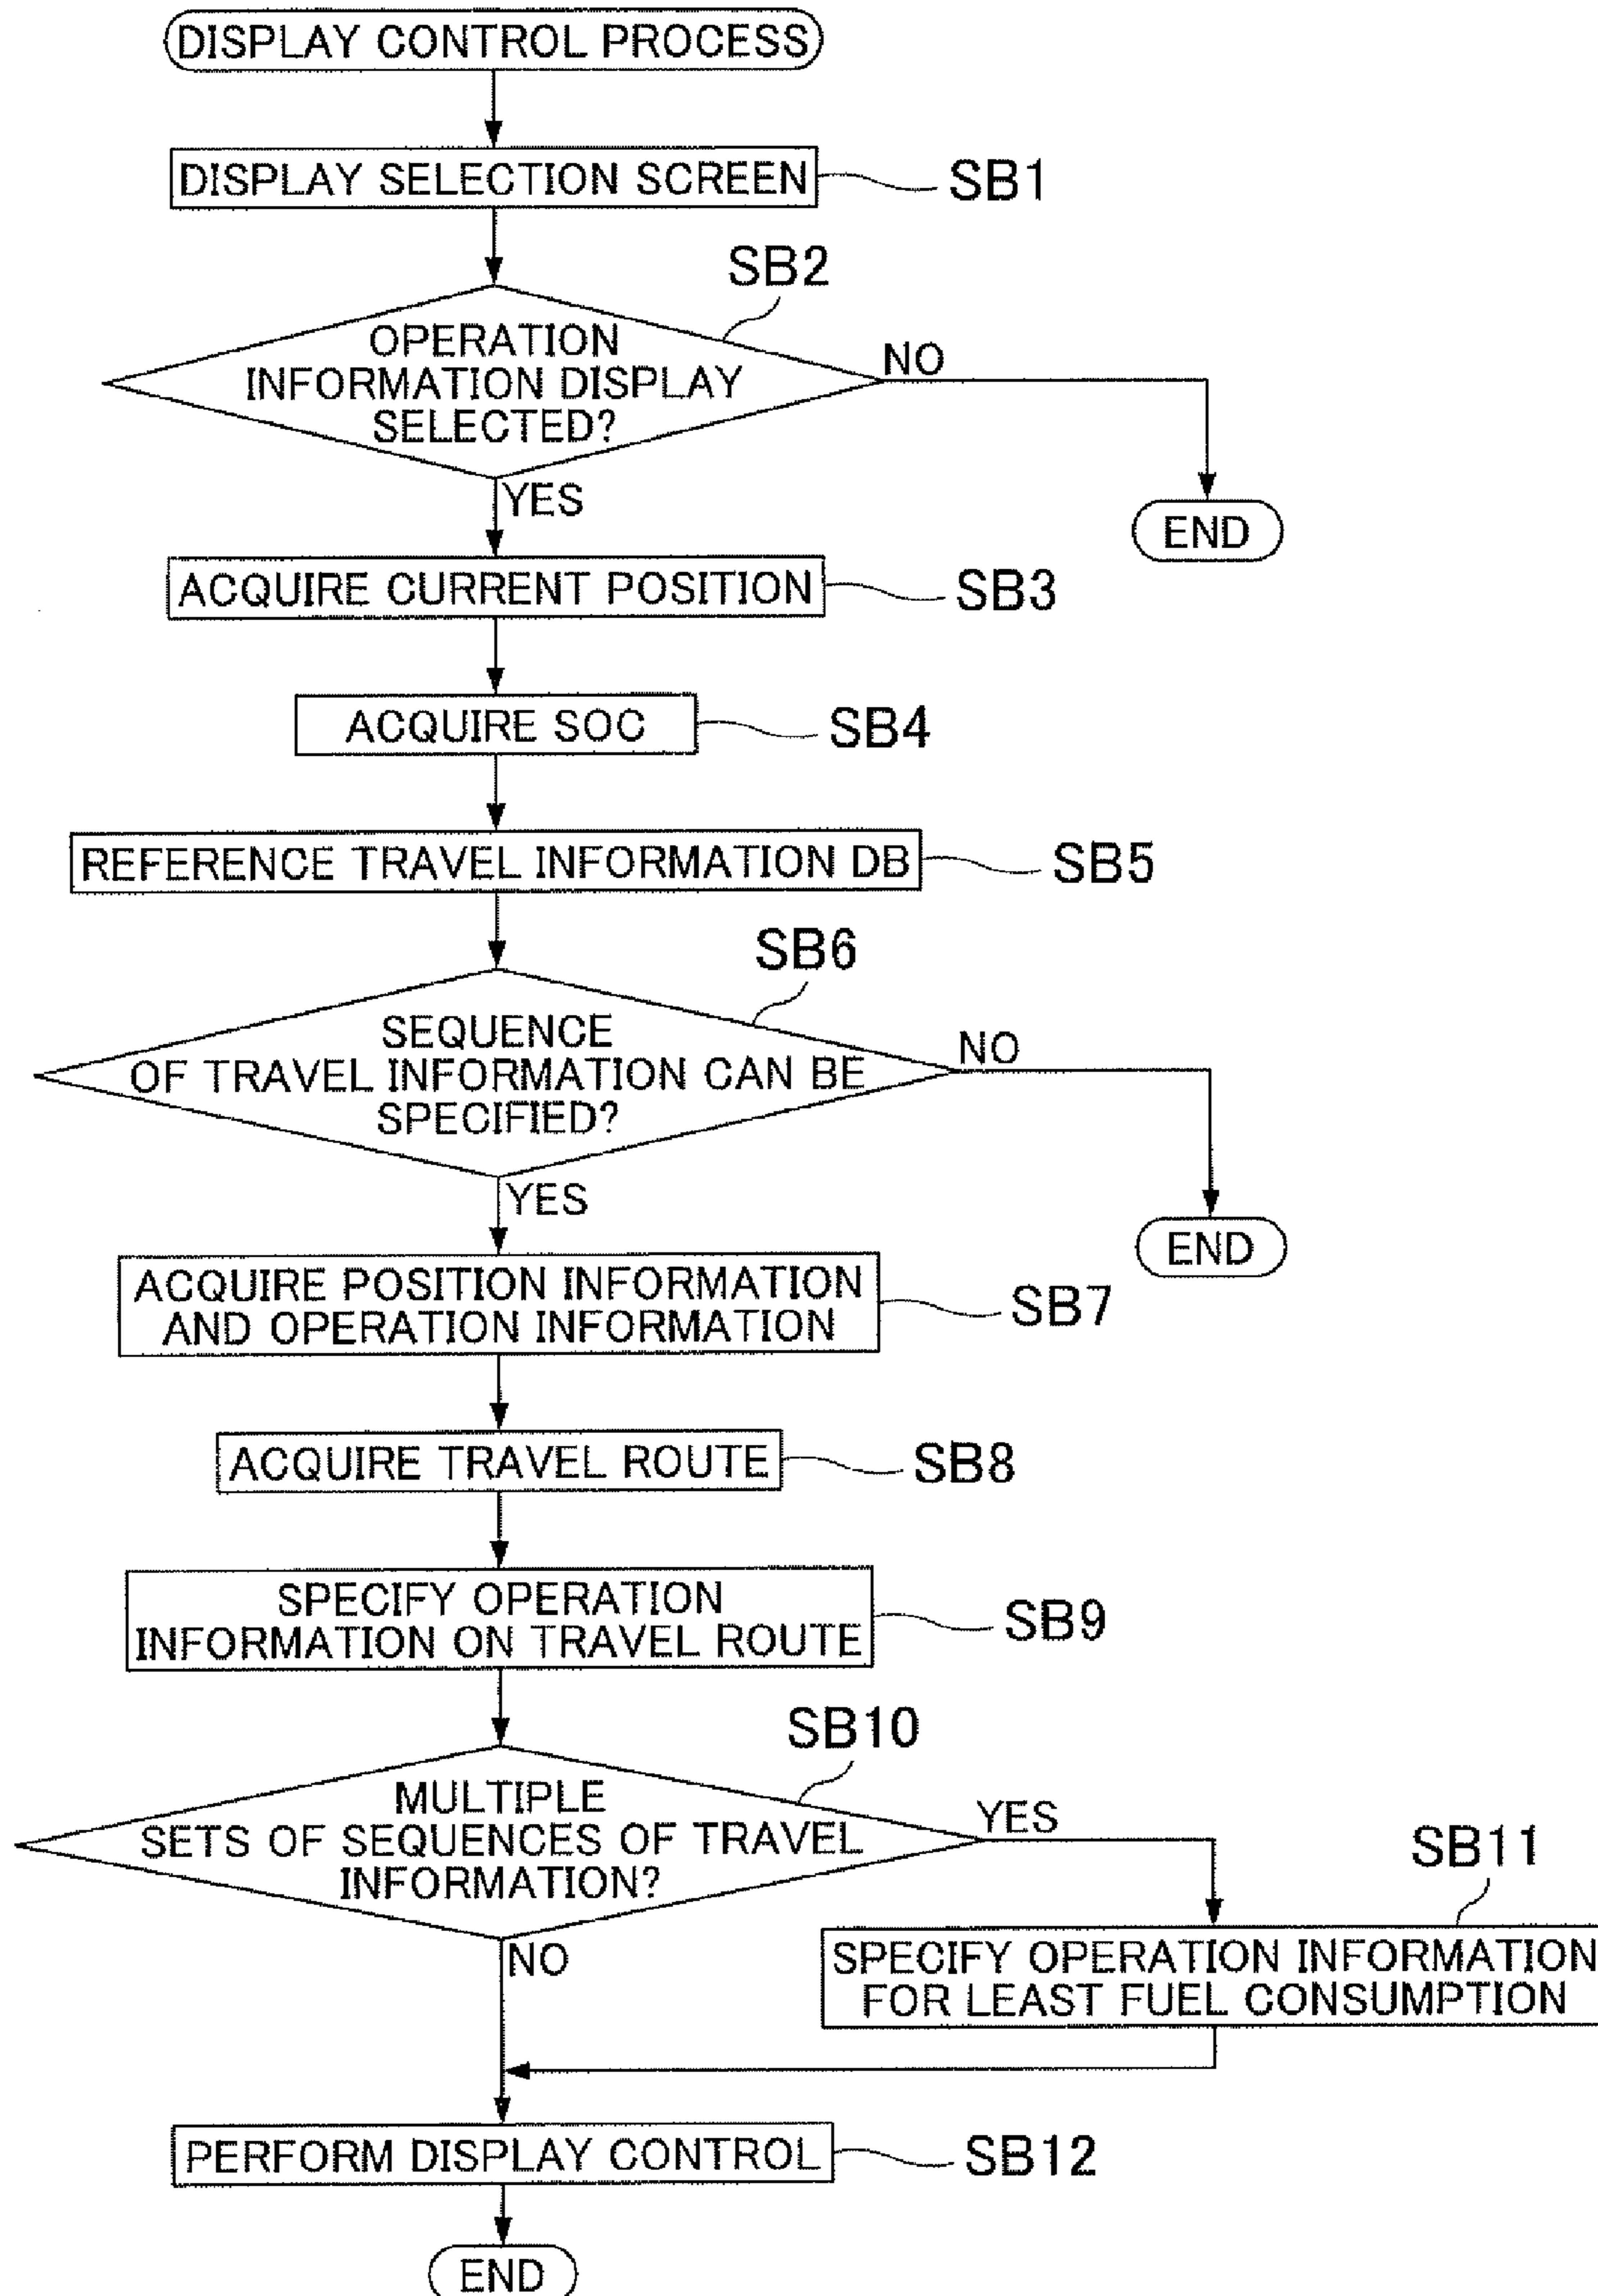 DISPLAY CONTROL PROCESS
DISPLAY SELECTION SCREEN
SB1
SB2
OPERATION
INFORMATION DISPLAY
SELECTED?
NO
YES
END
ACQUIRE CURRENT POSITION
SB3
ACQUIRE SOC
SB4
REFERENCE TRAVEL INFORMATION DB
SB5
SB6
SEQUENCE
OF TRAVEL INFORMATION CAN BE
SPECIFIED?
NO
YES
END
ACQUIRE POSITION INFORMATION
AND OPERATION INFORMATION
SB7
ACQUIRE TRAVEL ROUTE
SB8
SPECIFY OPERATION
INFORMATION ON TRAVEL ROUTE
SB9
SB10
MULTIPLE
SETS OF SEQUENCES OF TRAVEL
INFORMATION?
YES
NO
SB11
SPECIFY OPERATION INFORMATION
FOR LEAST FUEL CONSUMPTION
PERFORM DISPLAY CONTROL
SB12
END